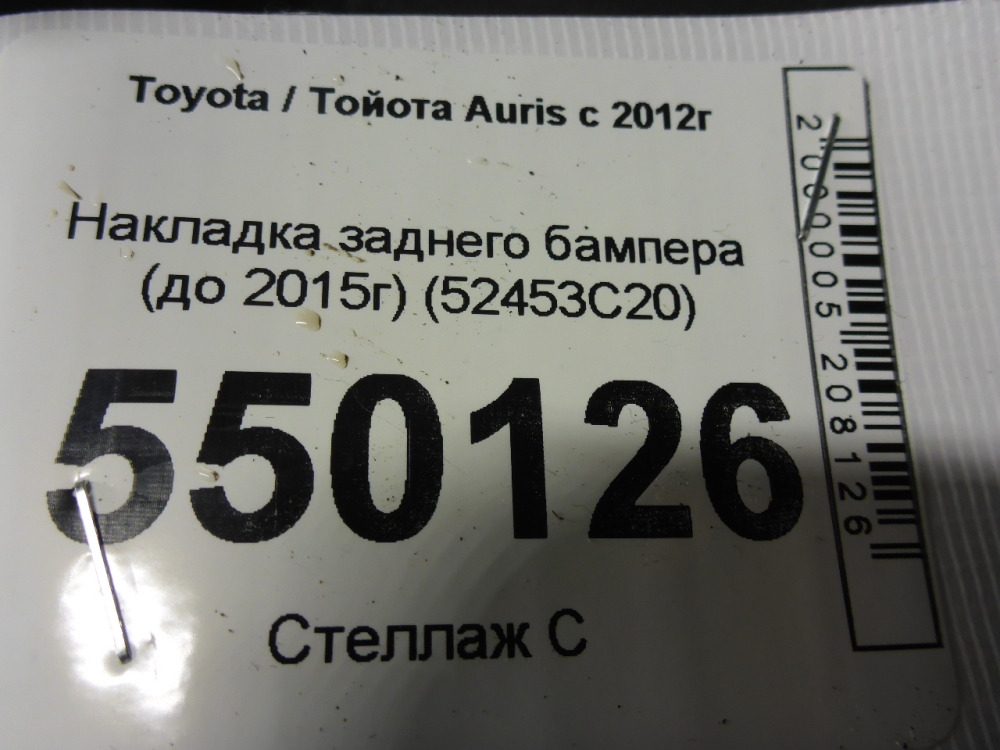 Toyota / Тойота Auris с 2012г
Накладка заднего бампера
(до 2015г) (52453C20)
550126
Стеллаж С
2000005208126